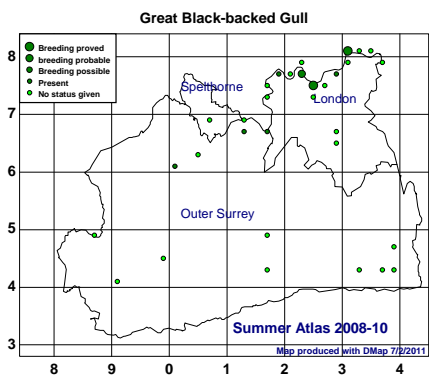 Great Black-backed Gull
Breeding proved
breeding probable
Breeding possible
Present
No status given
Spelthorne
London
Outer Surrey
Summer Atlas 2008-10
Map produced with DMap 7/2/2011
8
7
6
5
4
3
8 9 0 1 2 3 4